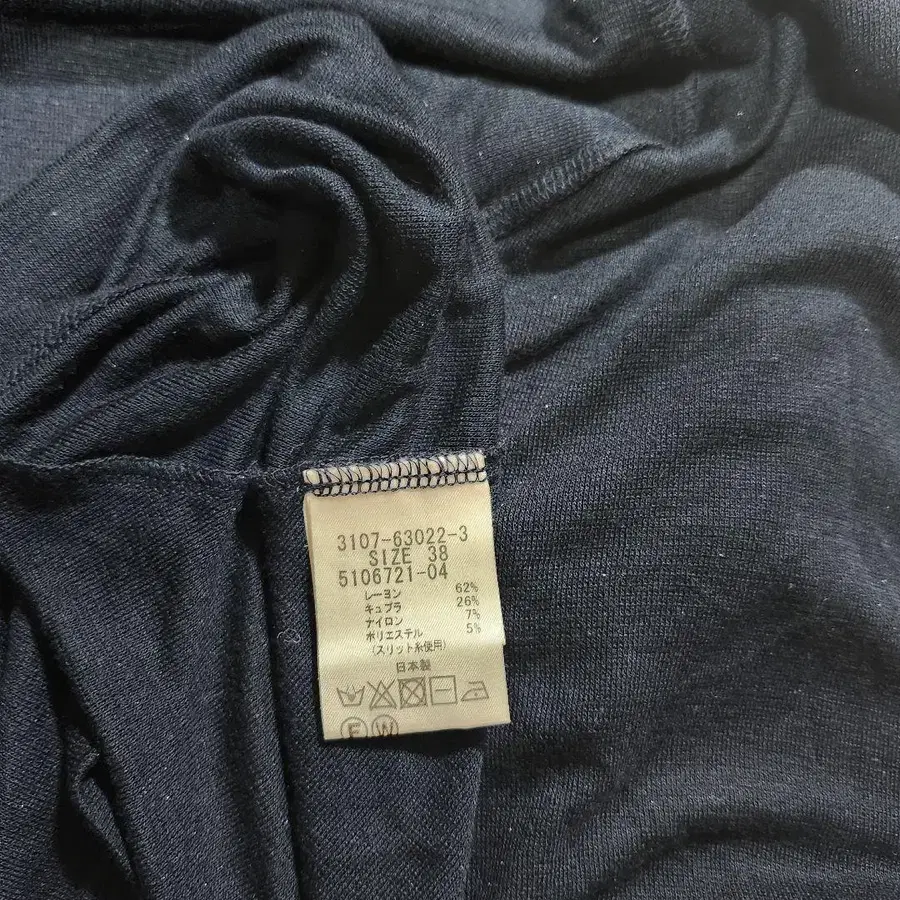 3107-63022-3
SIZE 38
5106721-04
レーヨン 62%
キュプラ 26%
ナイロン 7%
ポリエステル 5%
(スリット糸使用)
日本製
F W